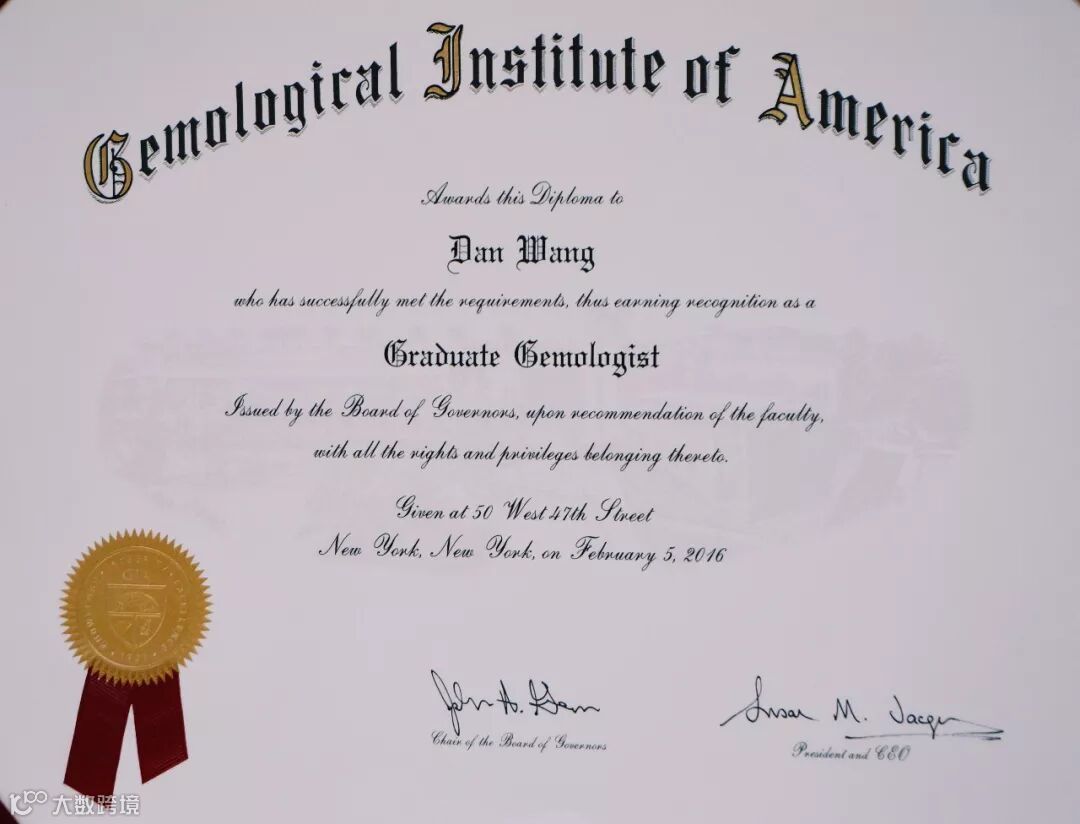 Gemological Institute of America
Awards this Diploma to
Dan Wang
who has successfully met the requirements, thus earning recognition as a
Graduate Gemologist
Issued by the Board of Governors, upon recommendation of the faculty,
with all the rights and privileges belonging thereto.
Given at 50 West 47th Street
New York, New York, on February 5, 2016
GIA
Susan M. Jacques
Chair of the Board of Governors
President and CEO
大数跨境